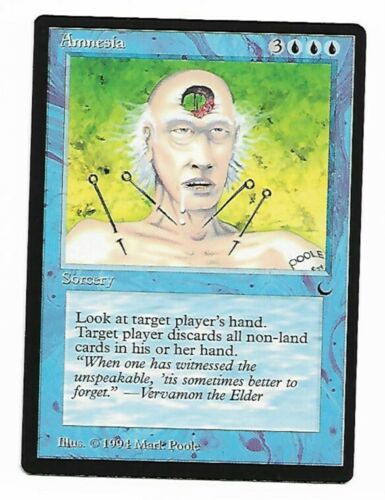 Amnesia 3
POOLE
Sorcery
Look at target player's hand.
Target player discards all non-land
cards in his or her hand.
"When one has witnessed the
unspeakable, 'tis sometimes better to
forget." —Vervamon the Elder
Illus. © 1994 Mark Poole